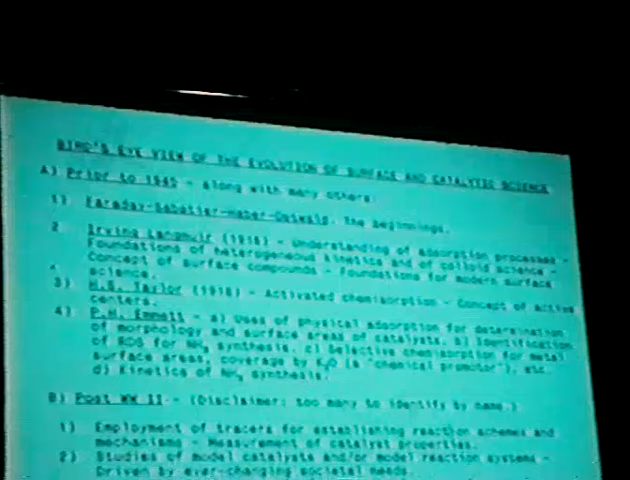 BIRD'S EYE VIEW OF THE EVOLUTION OF SURFACE AND CATALYTIC SCIENCE
A) Prior to 1945 - along with many others:
1) Faraday-Sabatier-Haber-Ostwald. The beginnings.
2 Irving Langmuir (1915) - Understanding of adsorption processes -
Foundations of heterogeneous kinetics and of colloid science -
Concept of surface compounds - Foundations for modern surface
science.
3) H.S. Taylor (1918) - Activated chemisorption - Concept of active
centers.
4) P.H. Emmett - a) Uses of physical adsorption for determination
of morphology and surface areas of catalysts. b) Identification
of RDS for NH3 synthesis. c) Selective chemisorption for metal
surface areas, coverage by K2O (a "chemical promotor"), etc.
d) Kinetics of NH3 synthesis.
B) Post WW II - (Disclaimer: too many to identify by name.)
1) Employment of tracers for establishing reaction schemes and
mechanisms - Measurement of catalyst properties.
2) Studies of model catalysts and/or model reaction systems -
Driven by ever-changing societal needs.